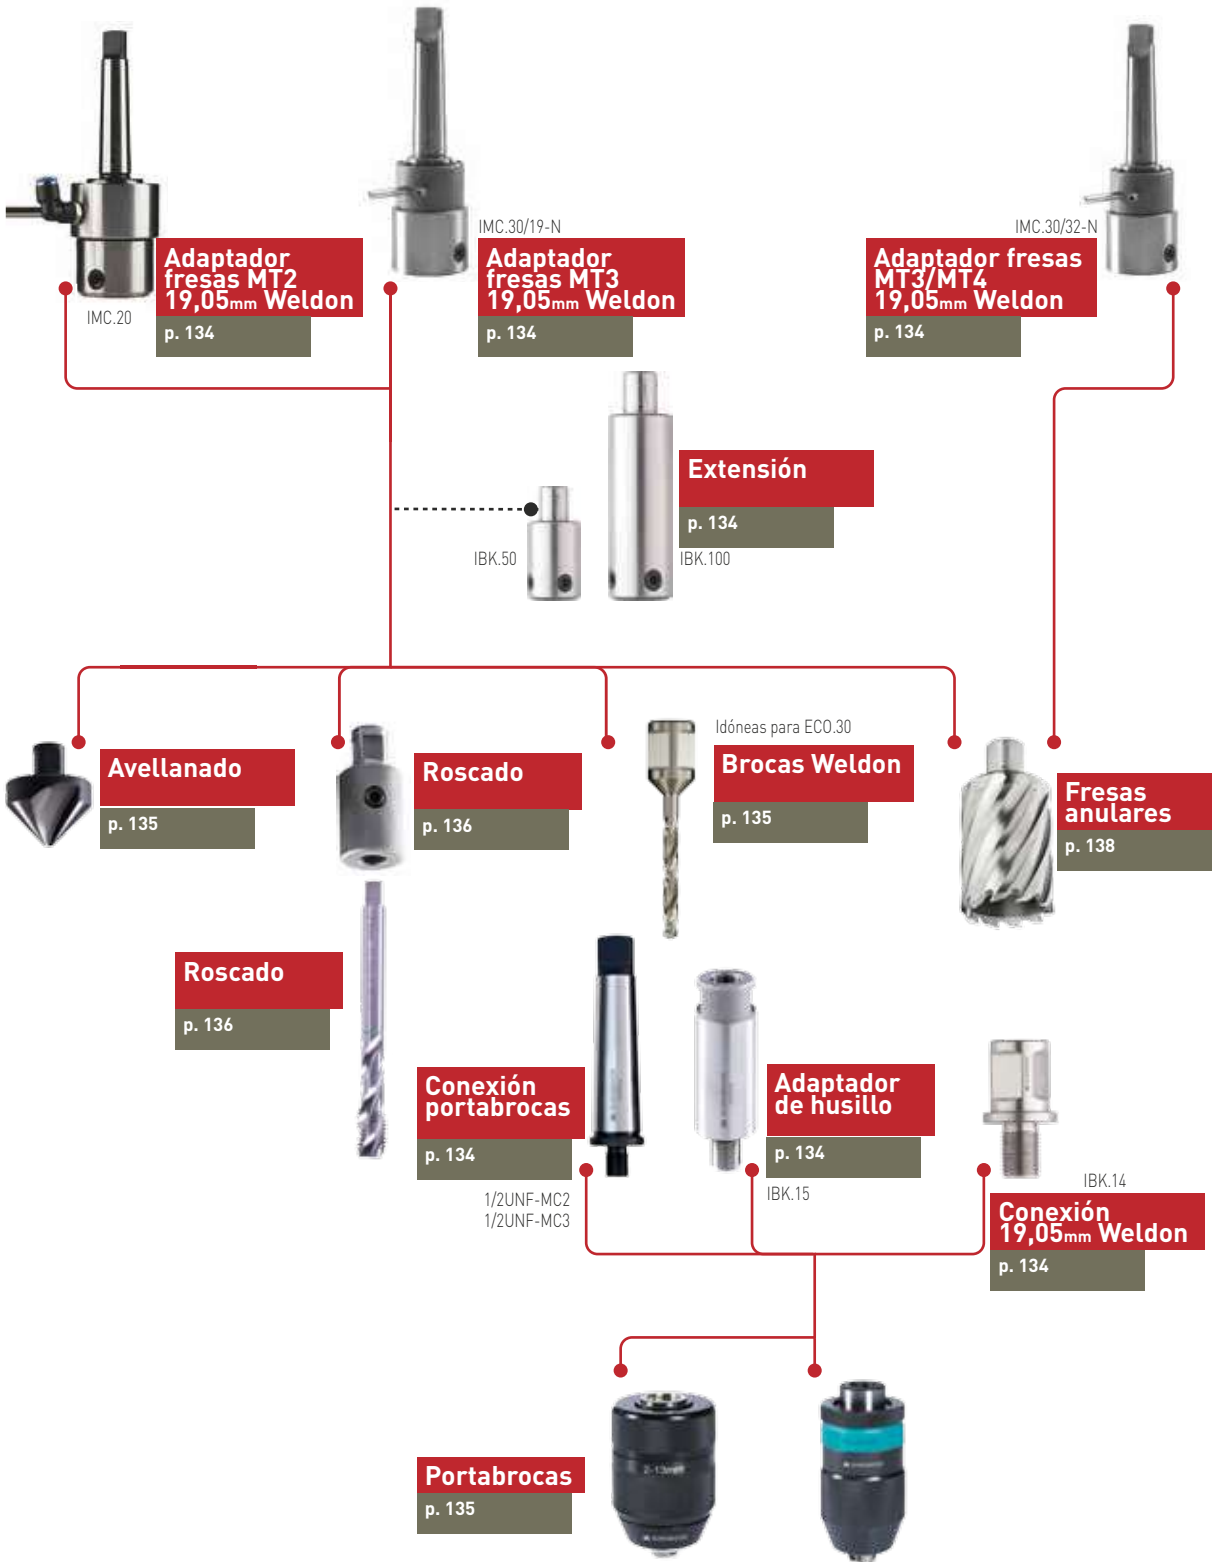 IMC.20
Adaptador
fresas MT2
19,05mm Weldon
p. 134
IMC.30/19-N
Adaptador
fresas MT3
19,05mm Weldon
p. 134
IMC.30/32-N
Adaptador fresas
MT3/MT4
19,05mm Weldon
p. 134
IBK.50
Extensión
p. 134
IBK.100
Avellanado
p. 135
Roscado
p. 136
Idóneas para ECO.30
Brocas Weldon
p. 135
Fresas
anulares
p. 138
Roscado
p. 136
Conexión
portabrocas
p. 134
1/2UNF-MC2
1/2UNF-MC3
Adaptador
de husillo
p. 134
IBK.15
IBK.14
Conexión
19,05mm Weldon
p. 134
Portabrocas
p. 135